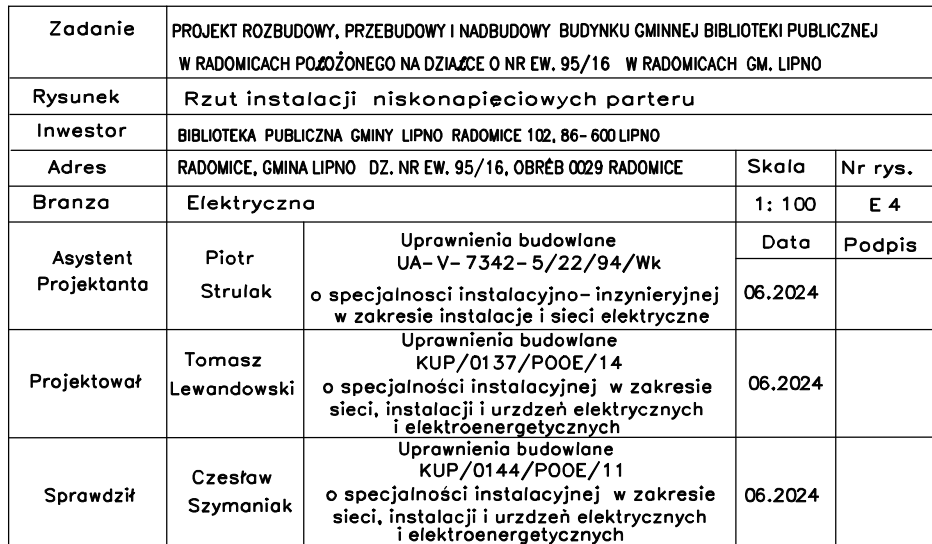 Zadanie
PROJEKT ROZBUDOWY, PRZEBUDOWY I NADBUDOWY BUDYNKU GMINNEJ BIBLIOTEKI PUBLICZNEJ
W RADOMICACH POŁOŻONEGO NA DZIAŁCE O NR EW. 95/16 W RADOMICACH GM. LIPNO
Rysunek
Rzut instalacji niskonapięciowych parteru
Inwestor
BIBLIOTEKA PUBLICZNA GMINY LIPNO RADOMICE 102, 86-600 LIPNO
Adres
RADOMICE, GMINA LIPNO DZ. NR EW. 95/16, OBRĘB 0029 RADOMICE
Skala
Nr rys.
Branza
Elektryczna
1: 100
E 4
Asystent
Projektanta
Piotr
Strulak
Uprawnienia budowlane
UA-V-7342-5/22/94/Wk
o specjalnosci instalacyjno-inzynieryjnej
w zakresie instalacje i sieci elektryczne
Data
Podpis
06.2024
Projektował
Tomasz
Lewandowski
Uprawnienia budowlane
KUP/0137/POOE/14
o specjalności instalacyjnej w zakresie
sieci, instalacji i urzdzeń elektrycznych
i elektroenergetycznych
06.2024
Sprawdził
Czesław
Szymaniak
Uprawnienia budowlane
KUP/0144/POOE/11
o specjalności instalacyjnej w zakresie
sieci, instalacji i urzdzeń elektrycznych
i elektroenergetycznych
06.2024